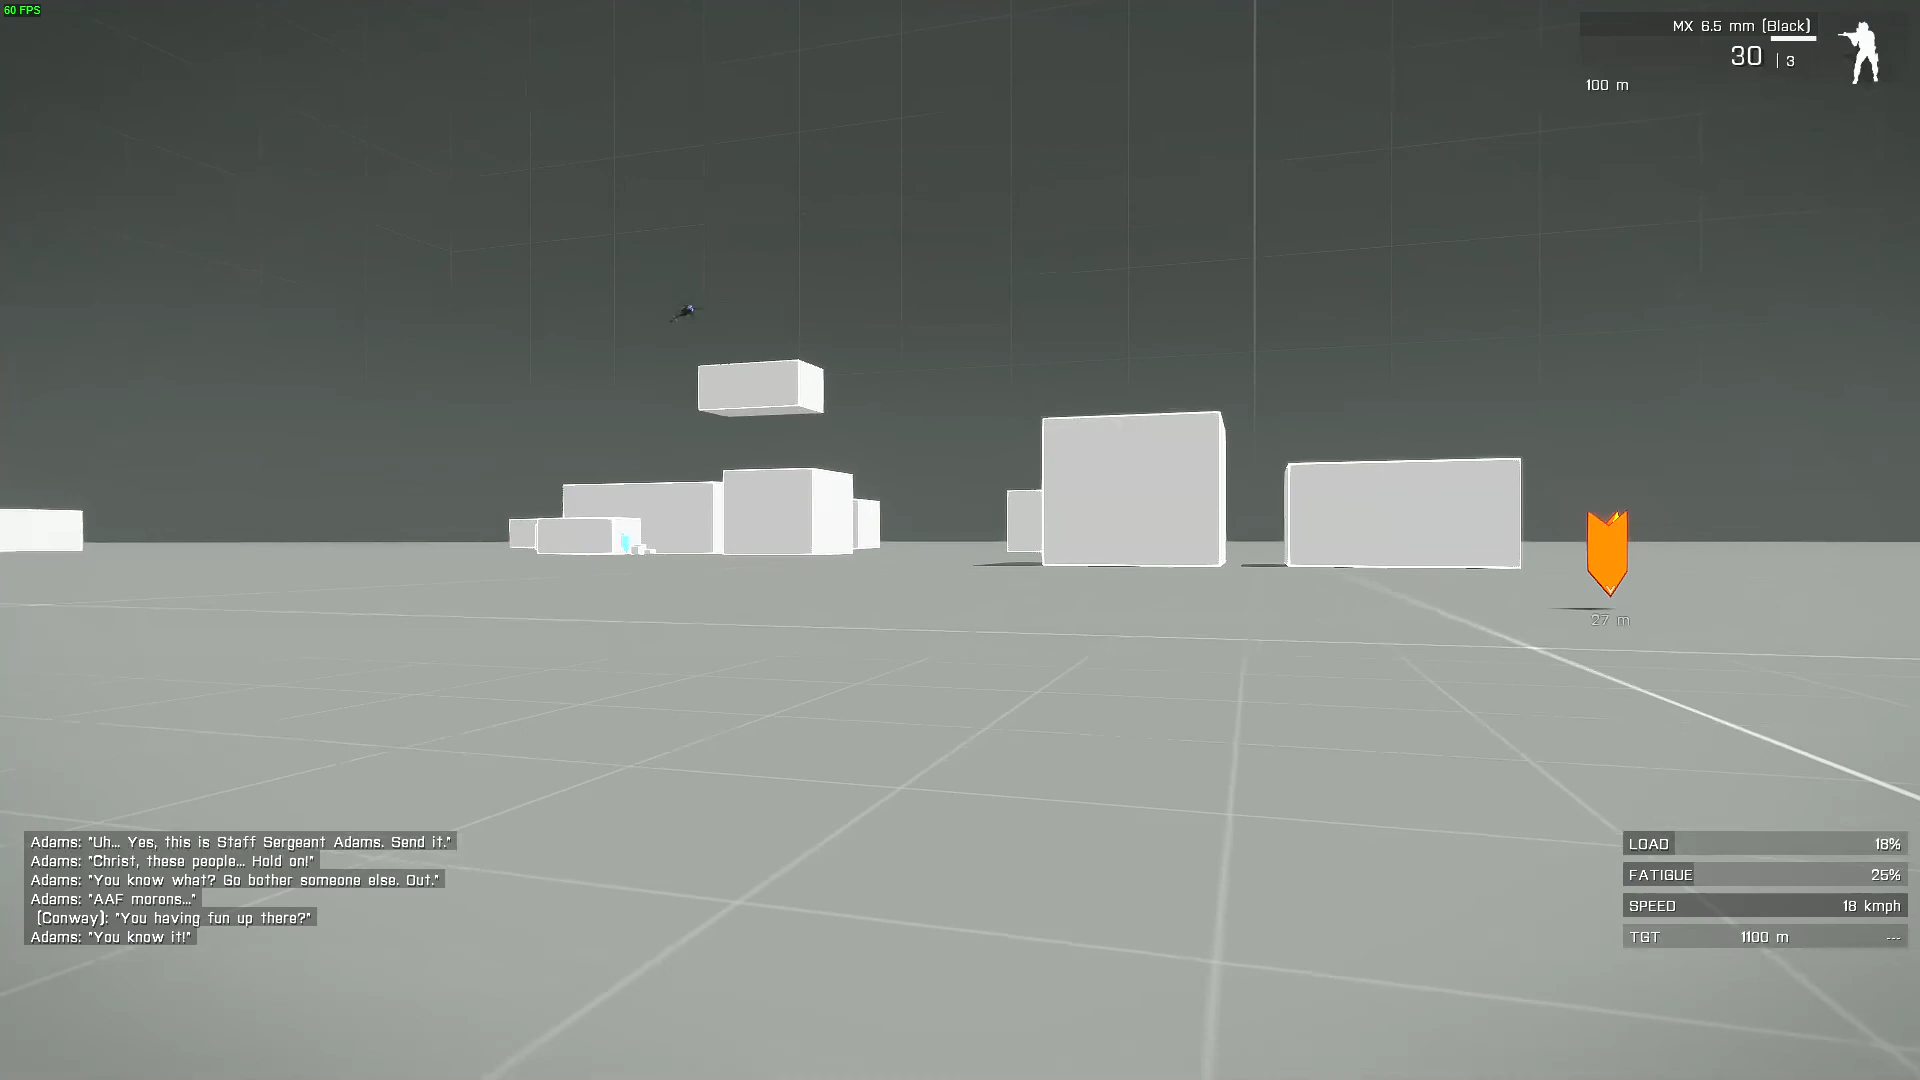 60 FPS
MX 6.5 mm (Black)
30 | 3
100 m
27 m
Adams: "Uh... Yes, this is Staff Sergeant Adams. Send it."
Adams: "Christ, these people... Hold on!"
Adams: "You know what? Go bother someone else. Out."
Adams: "AAF morons..."
(Conway): "You having fun up there?"
Adams: "You know it!"
LOAD 18%
FATIGUE 25%
SPEED 18 kmph
TGT 1100 m ---